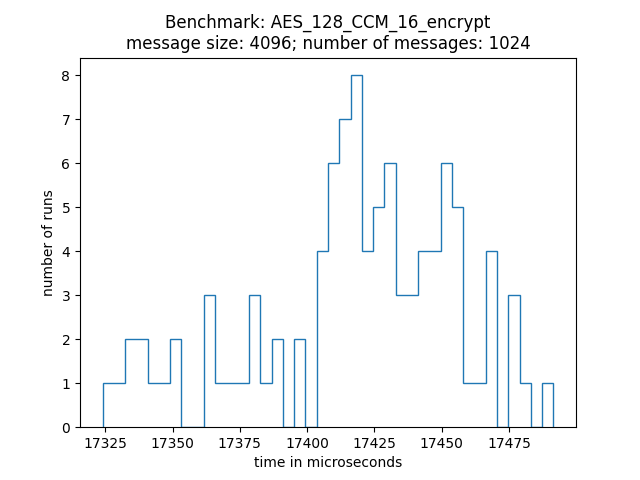 Benchmark: AES_128_CCM_16_encrypt
message size: 4096; number of messages: 1024
8
7
6
5
4
3
2
1
0
number of runs
17325 17350 17375 17400 17425 17450 17475
time in microseconds